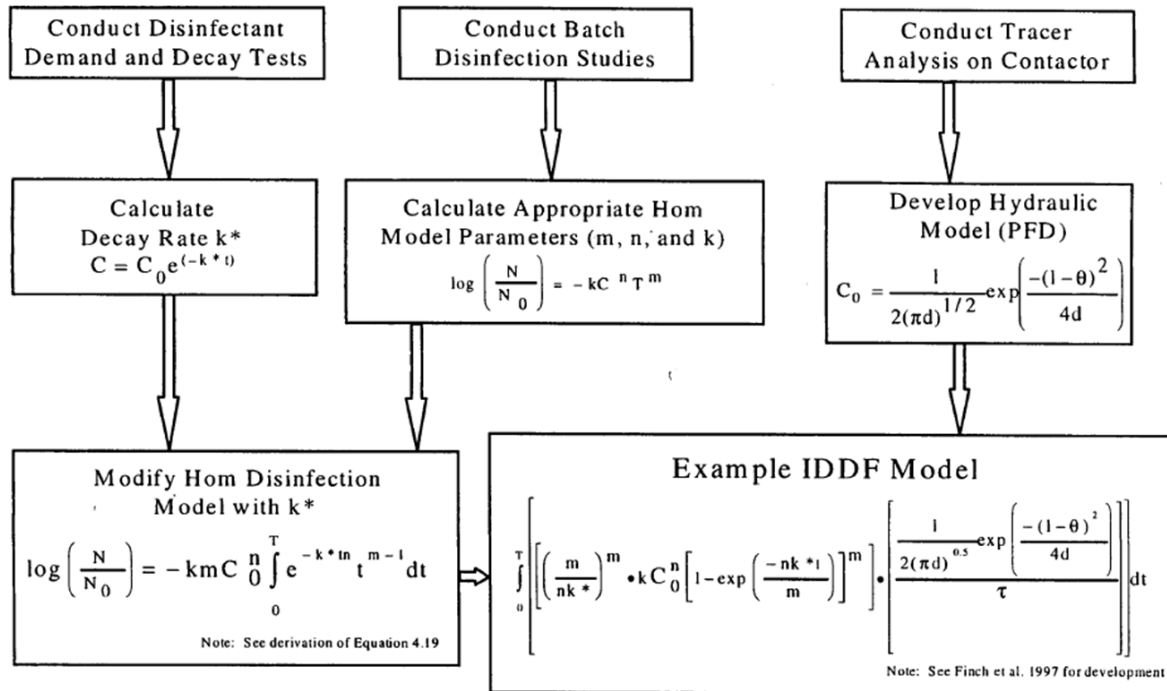 Conduct Disinfectant
Demand and Decay Tests
Conduct Batch
Disinfection Studies
Conduct Tracer
Analysis on Contactor
Calculate
Decay Rate k*
C = C₀e^(-k * t)
Calculate Appropriate Hom
Model Parameters (m, n, and k)
log (N/N₀) = -kC^n T^m
Develop Hydraulic
Model (PFD)
C₀ = 1/(2(πd)^1/2) exp(-(1-θ)^2/4d)
Modify Hom Disinfection
Model with k*
log (N/N₀) = -kmC₀^n ∫₀^T e^(-k * tn) t^(m-1) dt
Note: See derivation of Equation 4.19
Example IDDF Model
∫₀^T [[(m/nk*)^m • kC₀^n [1-exp(-nk*t/m)]^m] • [1/(2(πd)^0.5) exp(-(1-θ)^2/4d)/τ]] dt
Note: See Finch et al. 1997 for development